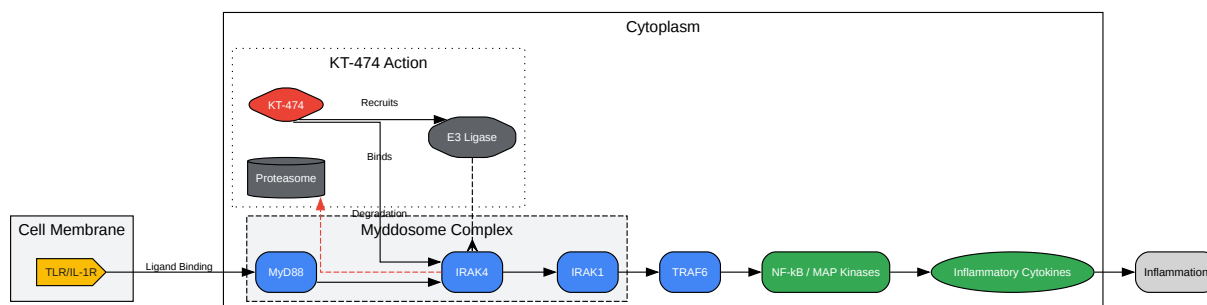 Cytoplasm
KT-474 Action
KT-474
Recruits
E3 Ligase
Binds
Proteasome
Degradation
Cell Membrane
Myddosome Complex
TLR/IL-1R
Ligand Binding
MyD88
IRAK4
IRAK1
TRAF6
NF-kB / MAP Kinases
Inflammatory Cytokines
Inflammation